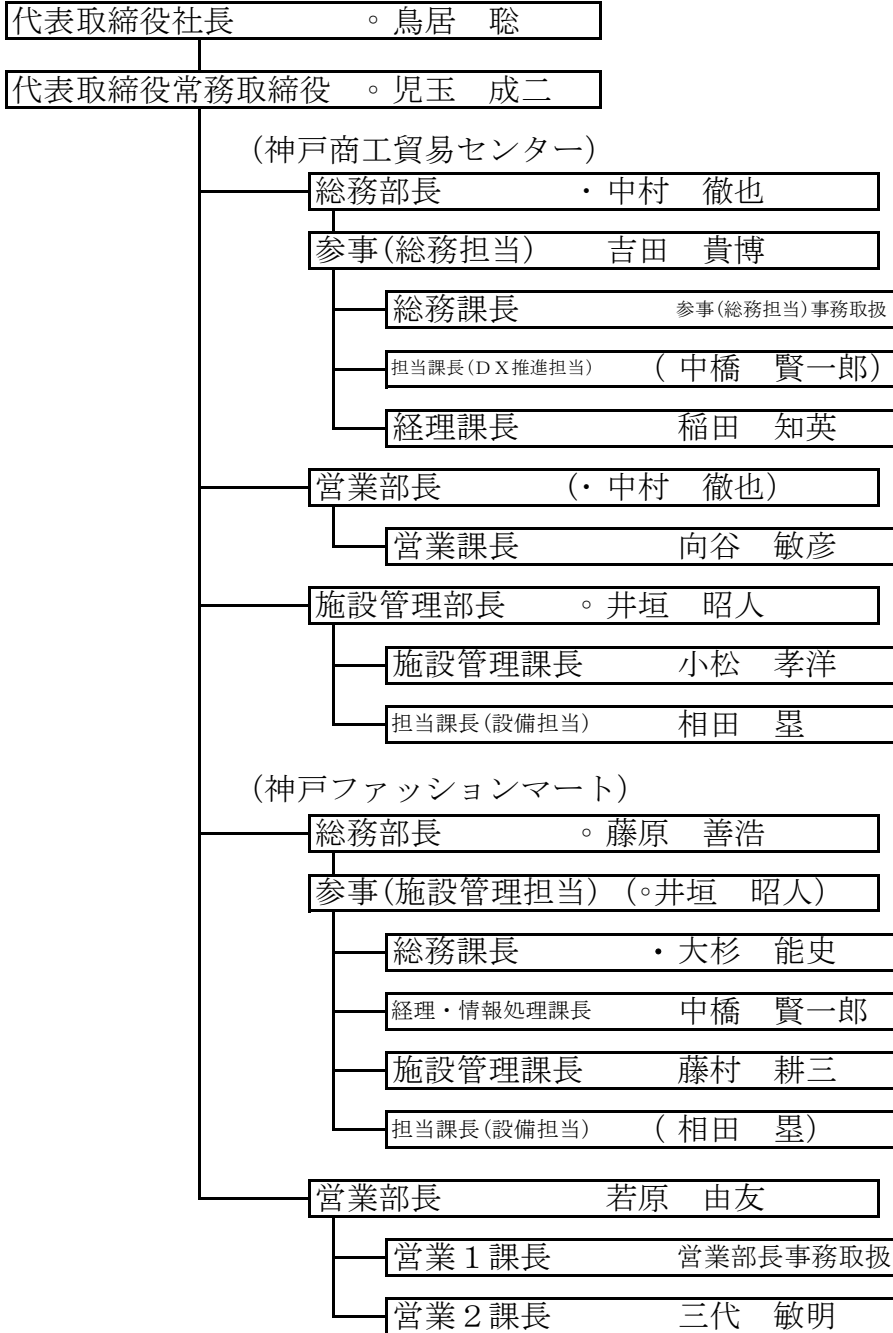 代表取締役社長　◦ 鳥居　聡
代表取締役常務取締役　◦ 児玉　成二
(神戸商工貿易センター)
総務部長　・ 中村　徹也
参事(総務担当)　吉田　貴博
総務課長　参事(総務担当)事務取扱
担当課長(ＤＸ推進担当)　( 中橋　賢一郎)
経理課長　稲田　知英
営業部長　(・ 中村　徹也)
営業課長　向谷　敏彦
施設管理部長　◦ 井垣　昭人
施設管理課長　小松　孝洋
担当課長(設備担当)　相田　塁
(神戸ファッションマート)
総務部長　◦ 藤原　善浩
参事(施設管理担当)　(◦井垣　昭人)
総務課長　・ 大杉　能史
経理・情報処理課長　中橋　賢一郎
施設管理課長　藤村　耕三
担当課長(設備担当)　( 相田　塁)
営業部長　若原　由友
営業１課長　営業部長事務取扱
営業２課長　三代　敏明